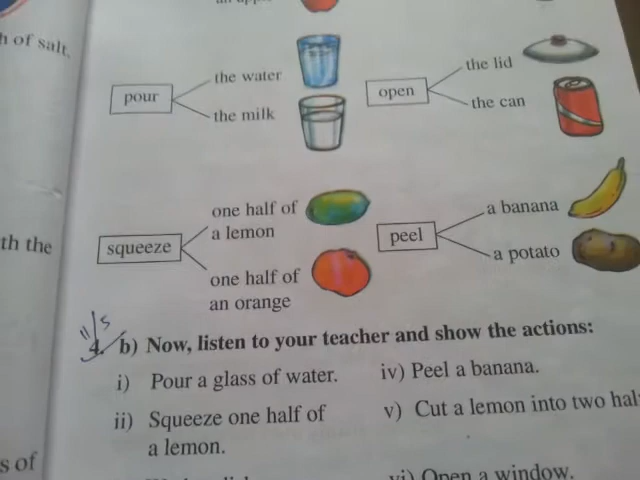 h of salt.
pour
the water
the milk
open
the lid
the can
squeeze
one half of
a lemon
one half of
an orange
peel
a banana
a potato
th the
11/5
4. b) Now, listen to your teacher and show the actions:
i) Pour a glass of water.
iv) Peel a banana.
ii) Squeeze one half of
a lemon.
v) Cut a lemon into two hal
s of
vi) Open a window.